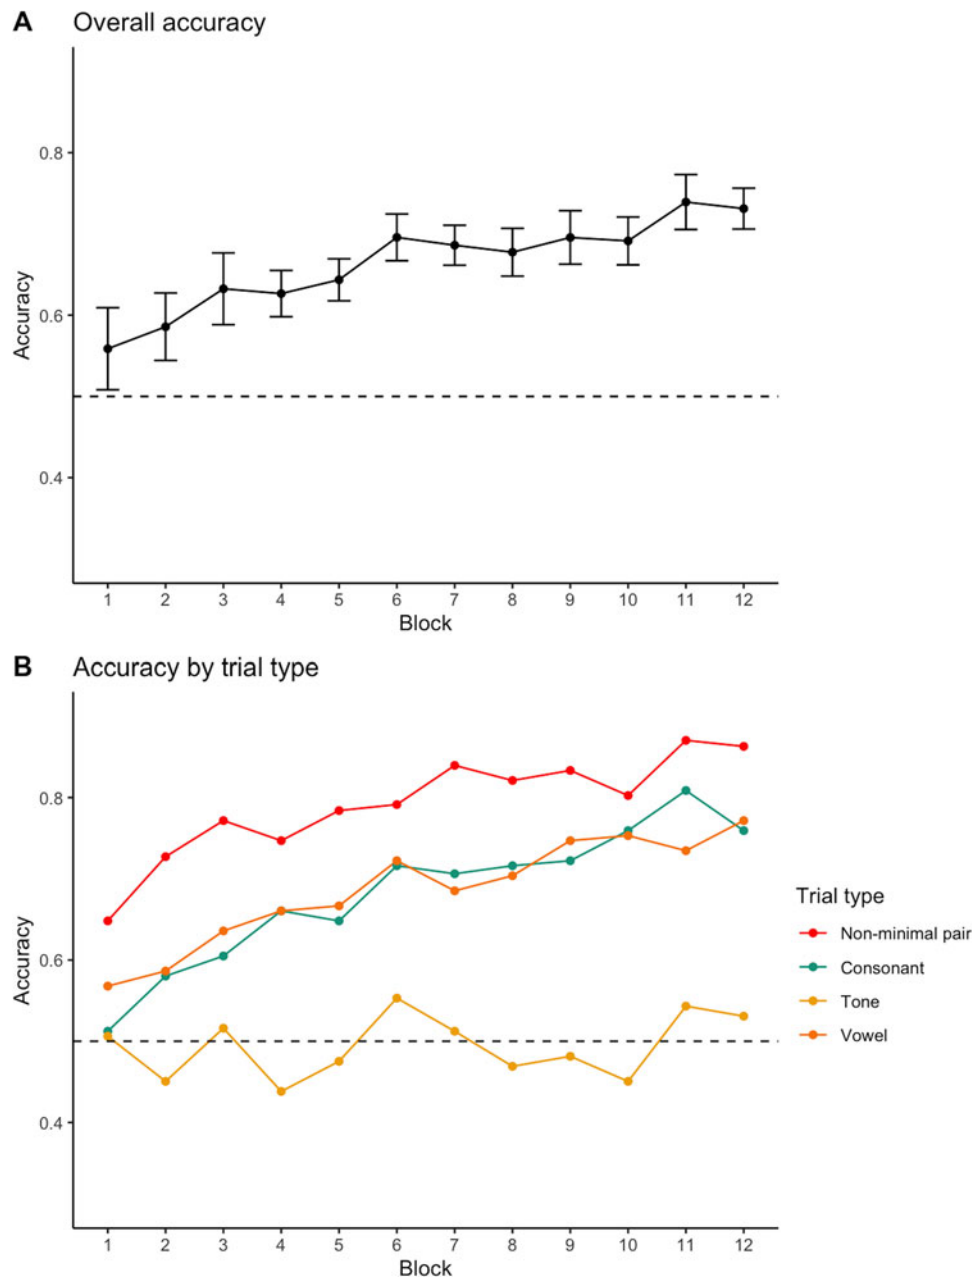 A Overall accuracy
0.8
0.6
0.4
Accuracy
1 2 3 4 5 6 7 8 9 10 11 12
Block
B Accuracy by trial type
0.8
0.6
0.4
Accuracy
1 2 3 4 5 6 7 8 9 10 11 12
Block
Trial type
Non-minimal pair
Consonant
Tone
Vowel